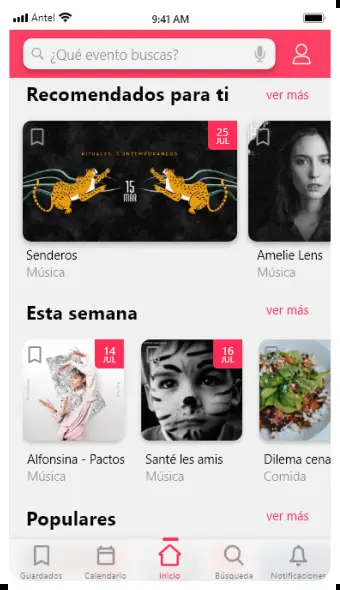 Antel
9:41 AM
¿Qué evento buscas?
Recomendados para ti
ver más
25
JUL
RITUALES CONTEMPORÁNEOS
15
MAR
Senderos
Música
Amelie Lens
Música
Esta semana
ver más
14
JUL
16
JUL
Alfonsina - Pactos
Música
Santé les amis
Música
Dilema cena
Comida
Populares
ver más
Guardados
Calendario
Inicio
Búsqueda
Notificaciones